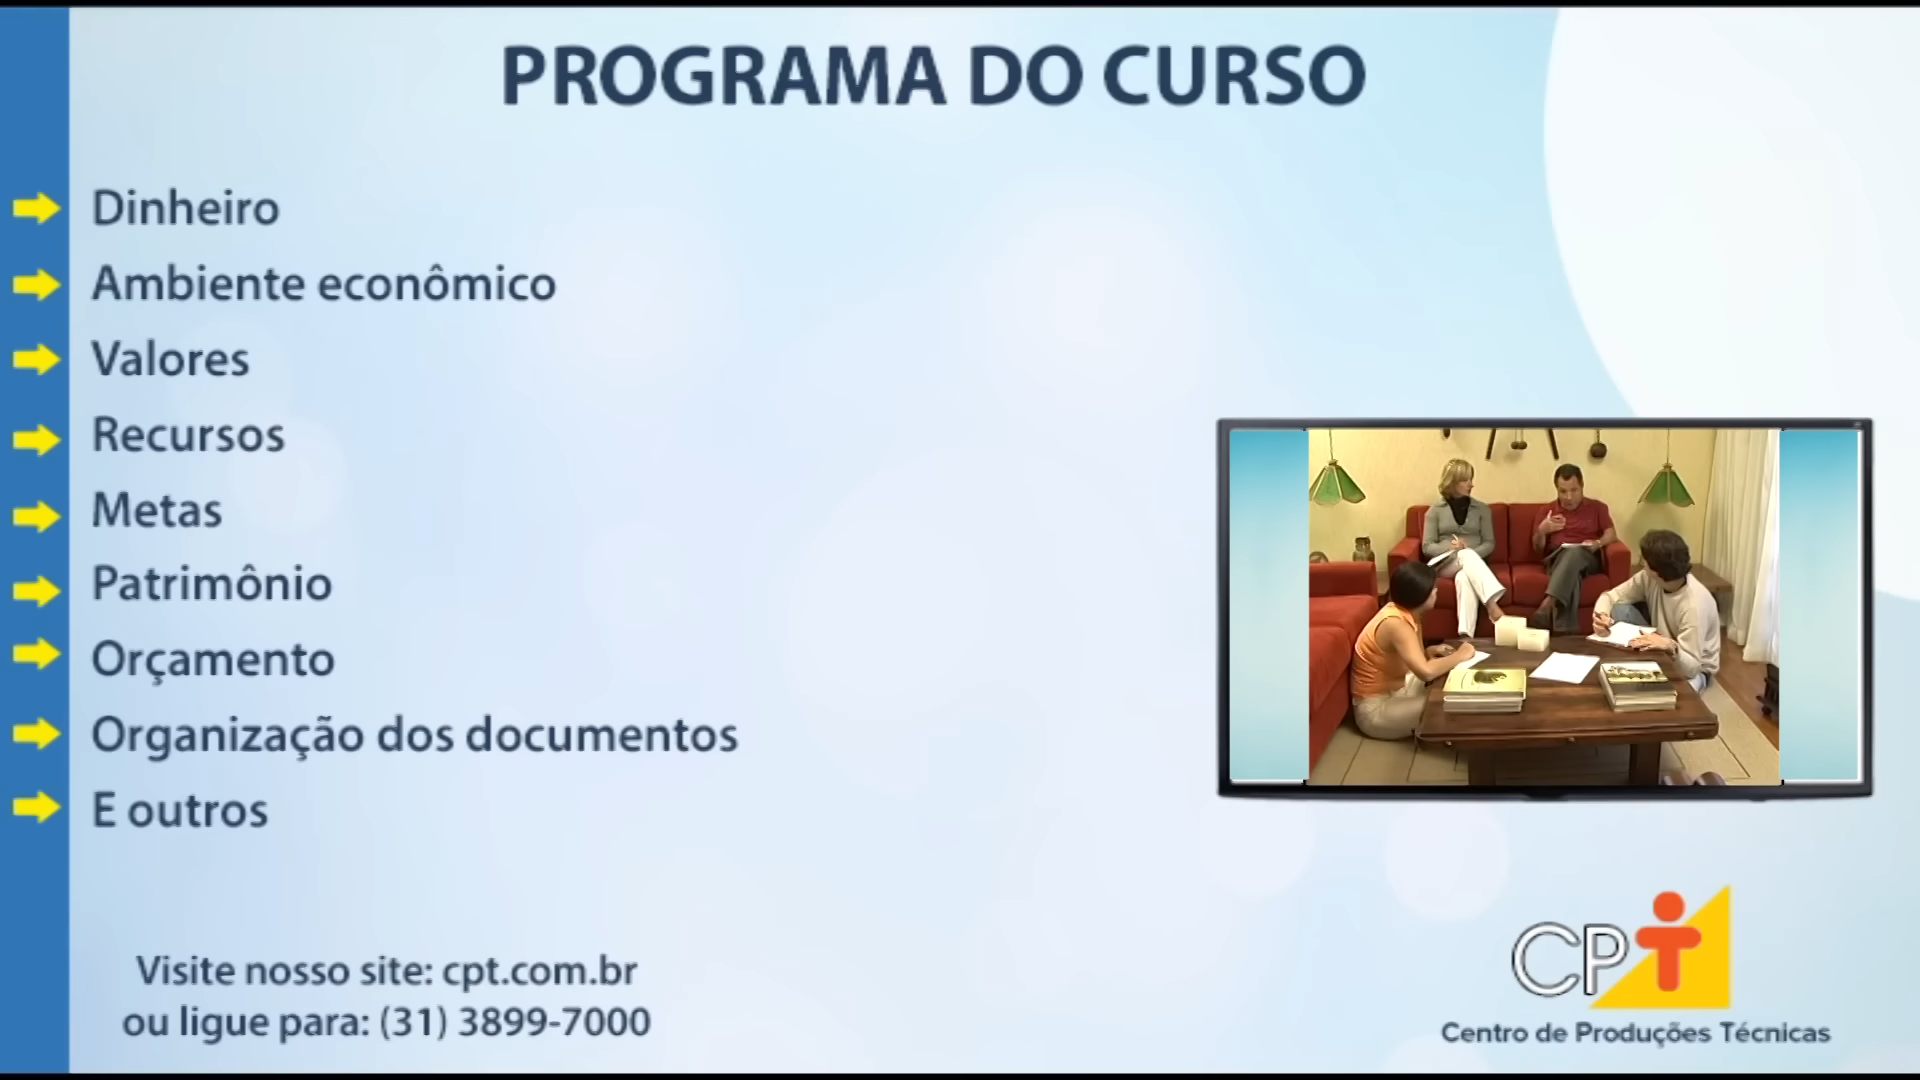 PROGRAMA DO CURSO
Dinheiro
Ambiente econômico
Valores
Recursos
Metas
Patrimônio
Orçamento
Organização dos documentos
E outros
Visite nosso site: cpt.com.br
ou ligue para: (31) 3899-7000
CPT
Centro de Produções Técnicas